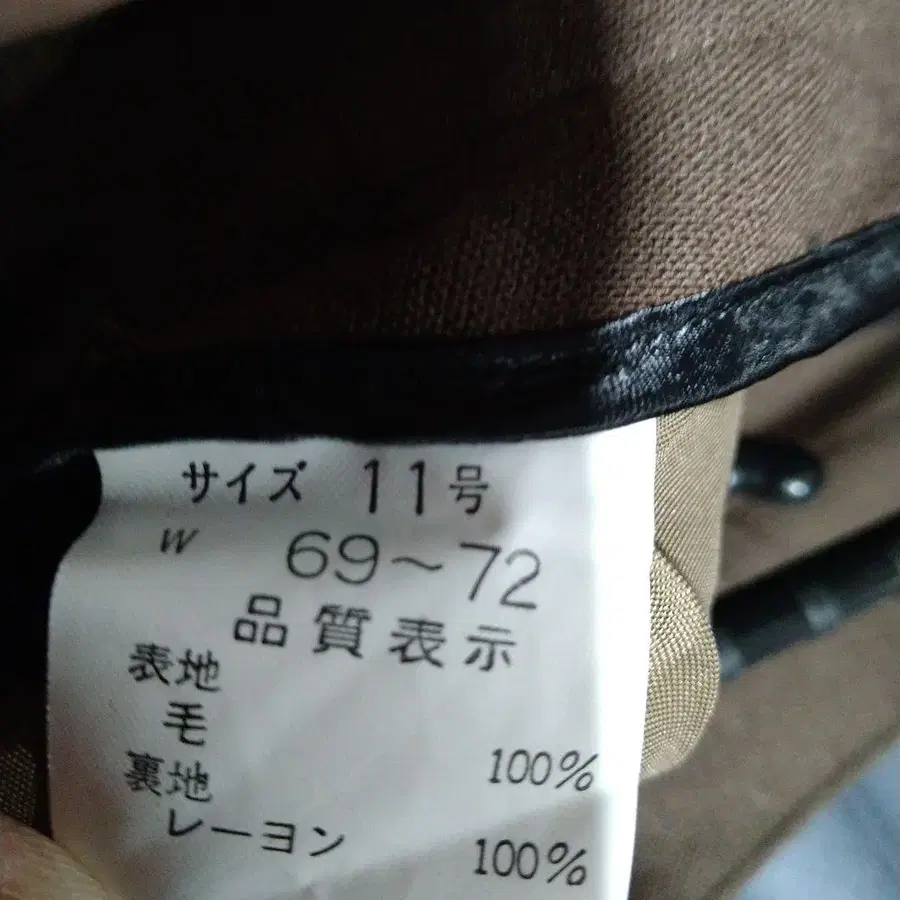 サイズ 11号
W 69～72
品質表示
表地
毛 100%
裏地
レーヨン 100%